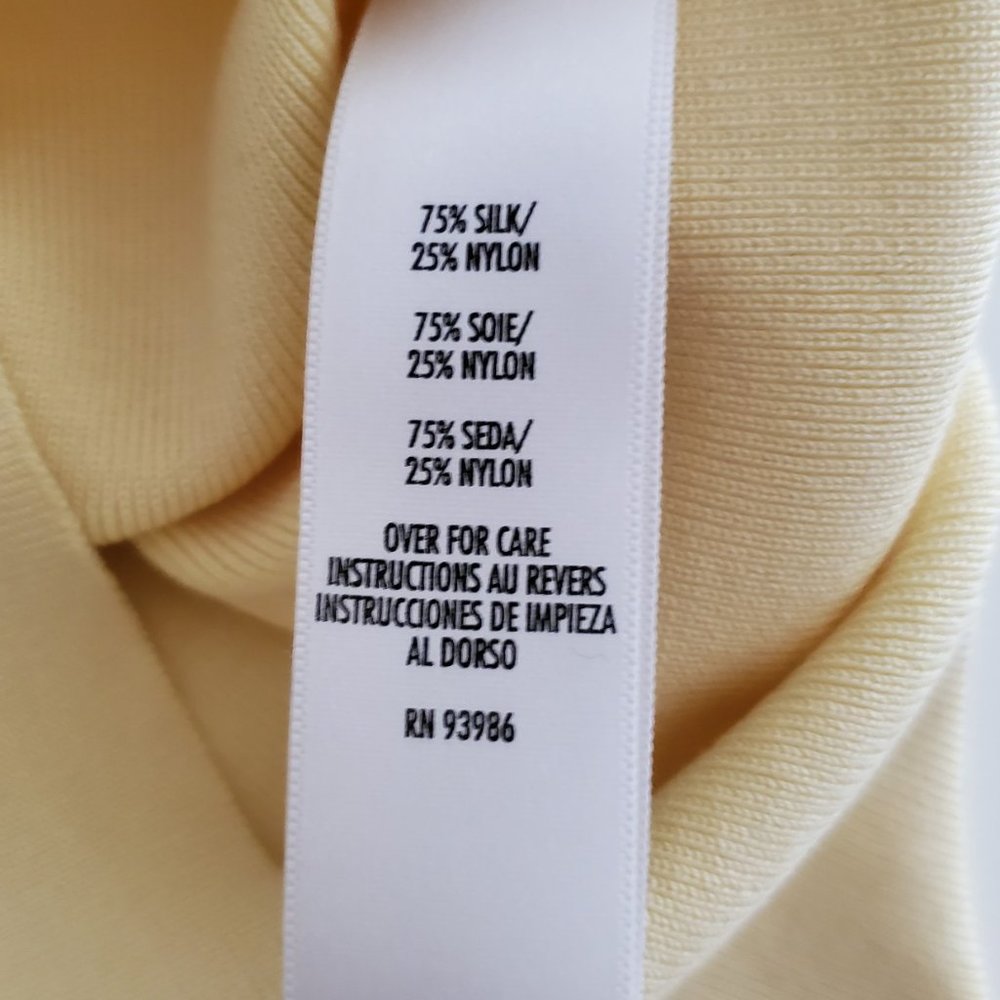 75% SILK/
25% NYLON
75% SOIE/
25% NYLON
75% SEDA/
25% NYLON
OVER FOR CARE
INSTRUCTIONS AU REVERS
INSTRUCCIONES DE IMPIEZA
AL DORSO
RN 93986